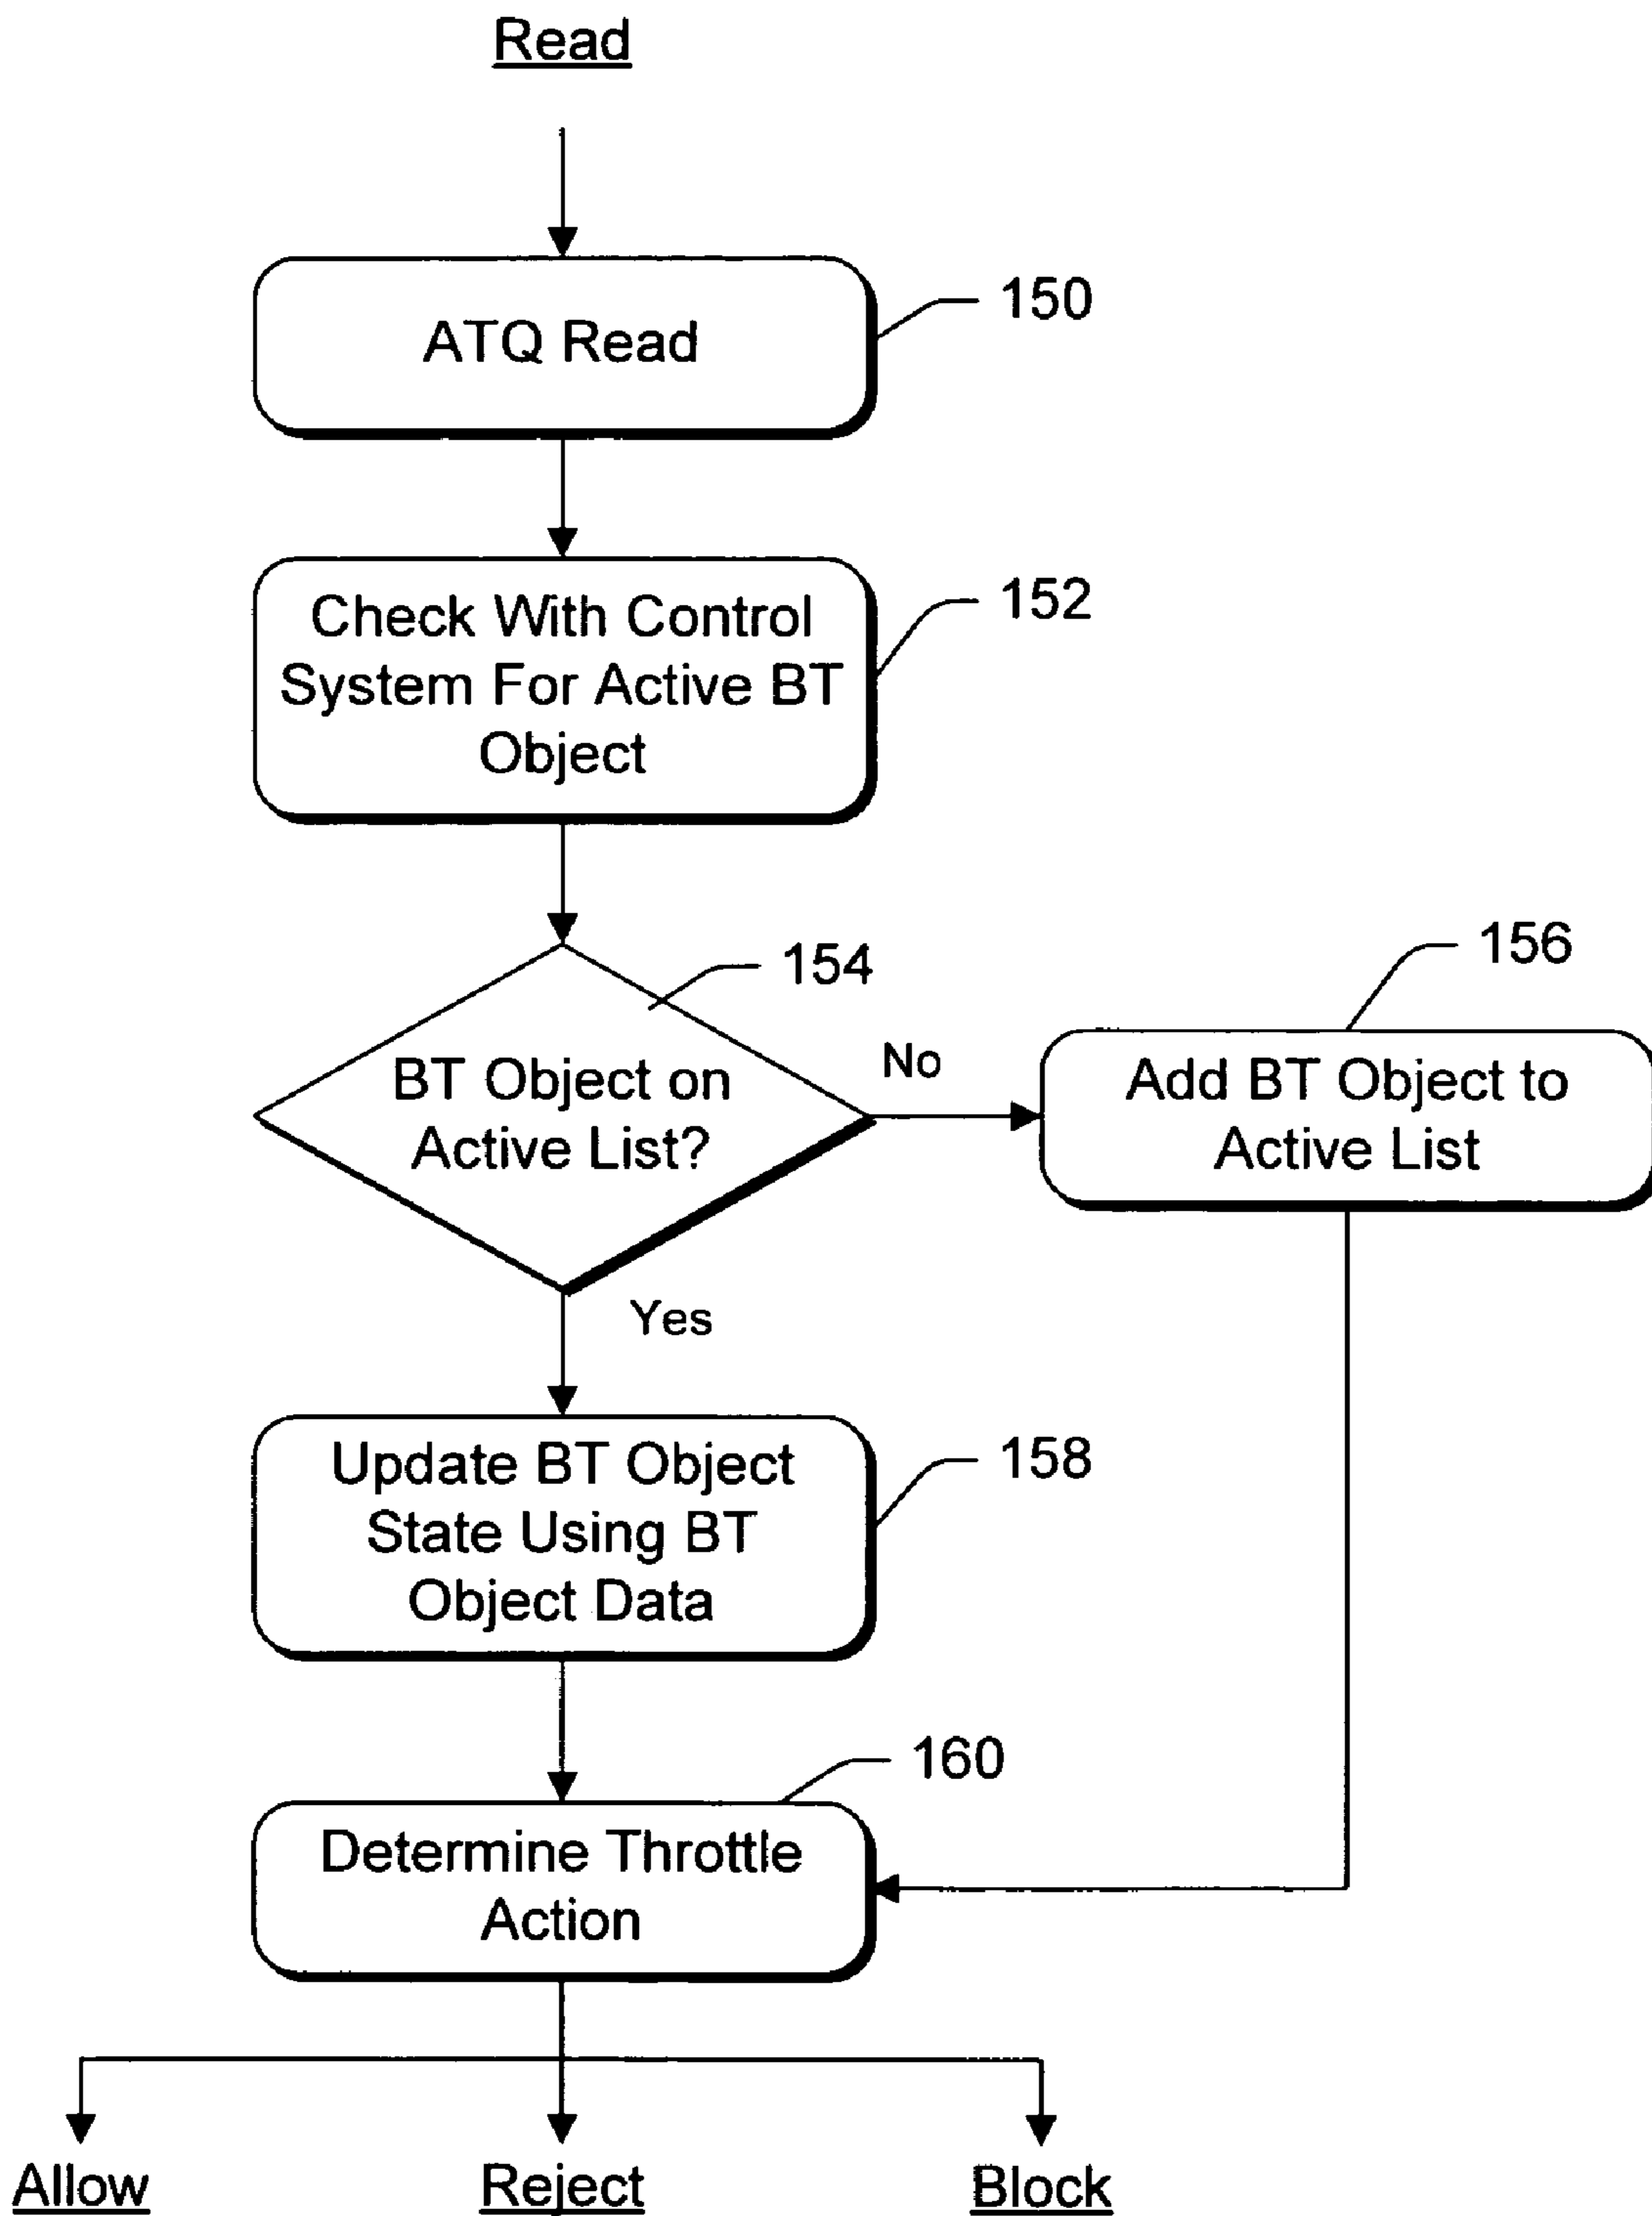 Read
150
ATQ Read
152
Check With Control
System For Active BT
Object
154
156
BT Object on
Active List?
No
Add BT Object to
Active List
Yes
158
Update BT Object
State Using BT
Object Data
160
Determine Throttle
Action
Allow
Reject
Block